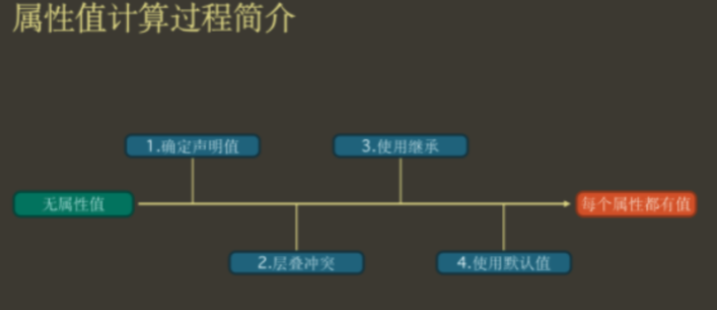 属性值计算过程简介
1.确定声明值
3.使用继承
无属性值
每个属性都有值
2.层叠冲突
4.使用默认值